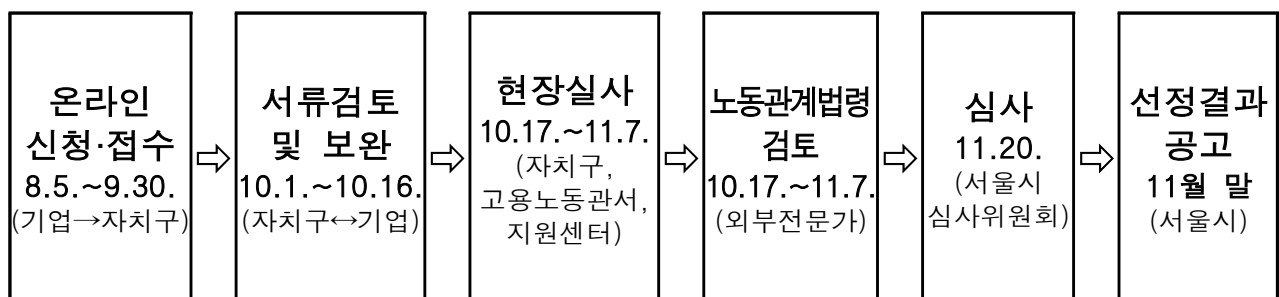 온라인
신청·접수
8.5.~9.30.
(기업→자치구)
서류검토
및 보완
10.1.~10.16.
(자치구↔기업)
현장실사
10.17.~11.7.
(자치구,
고용노동관서,
지원센터)
노동관계법령
검토
10.17.~11.7.
(외부전문가)
심사
11.20.
(서울시
심사위원회)
선정결과
공고
11월 말
(서울시)